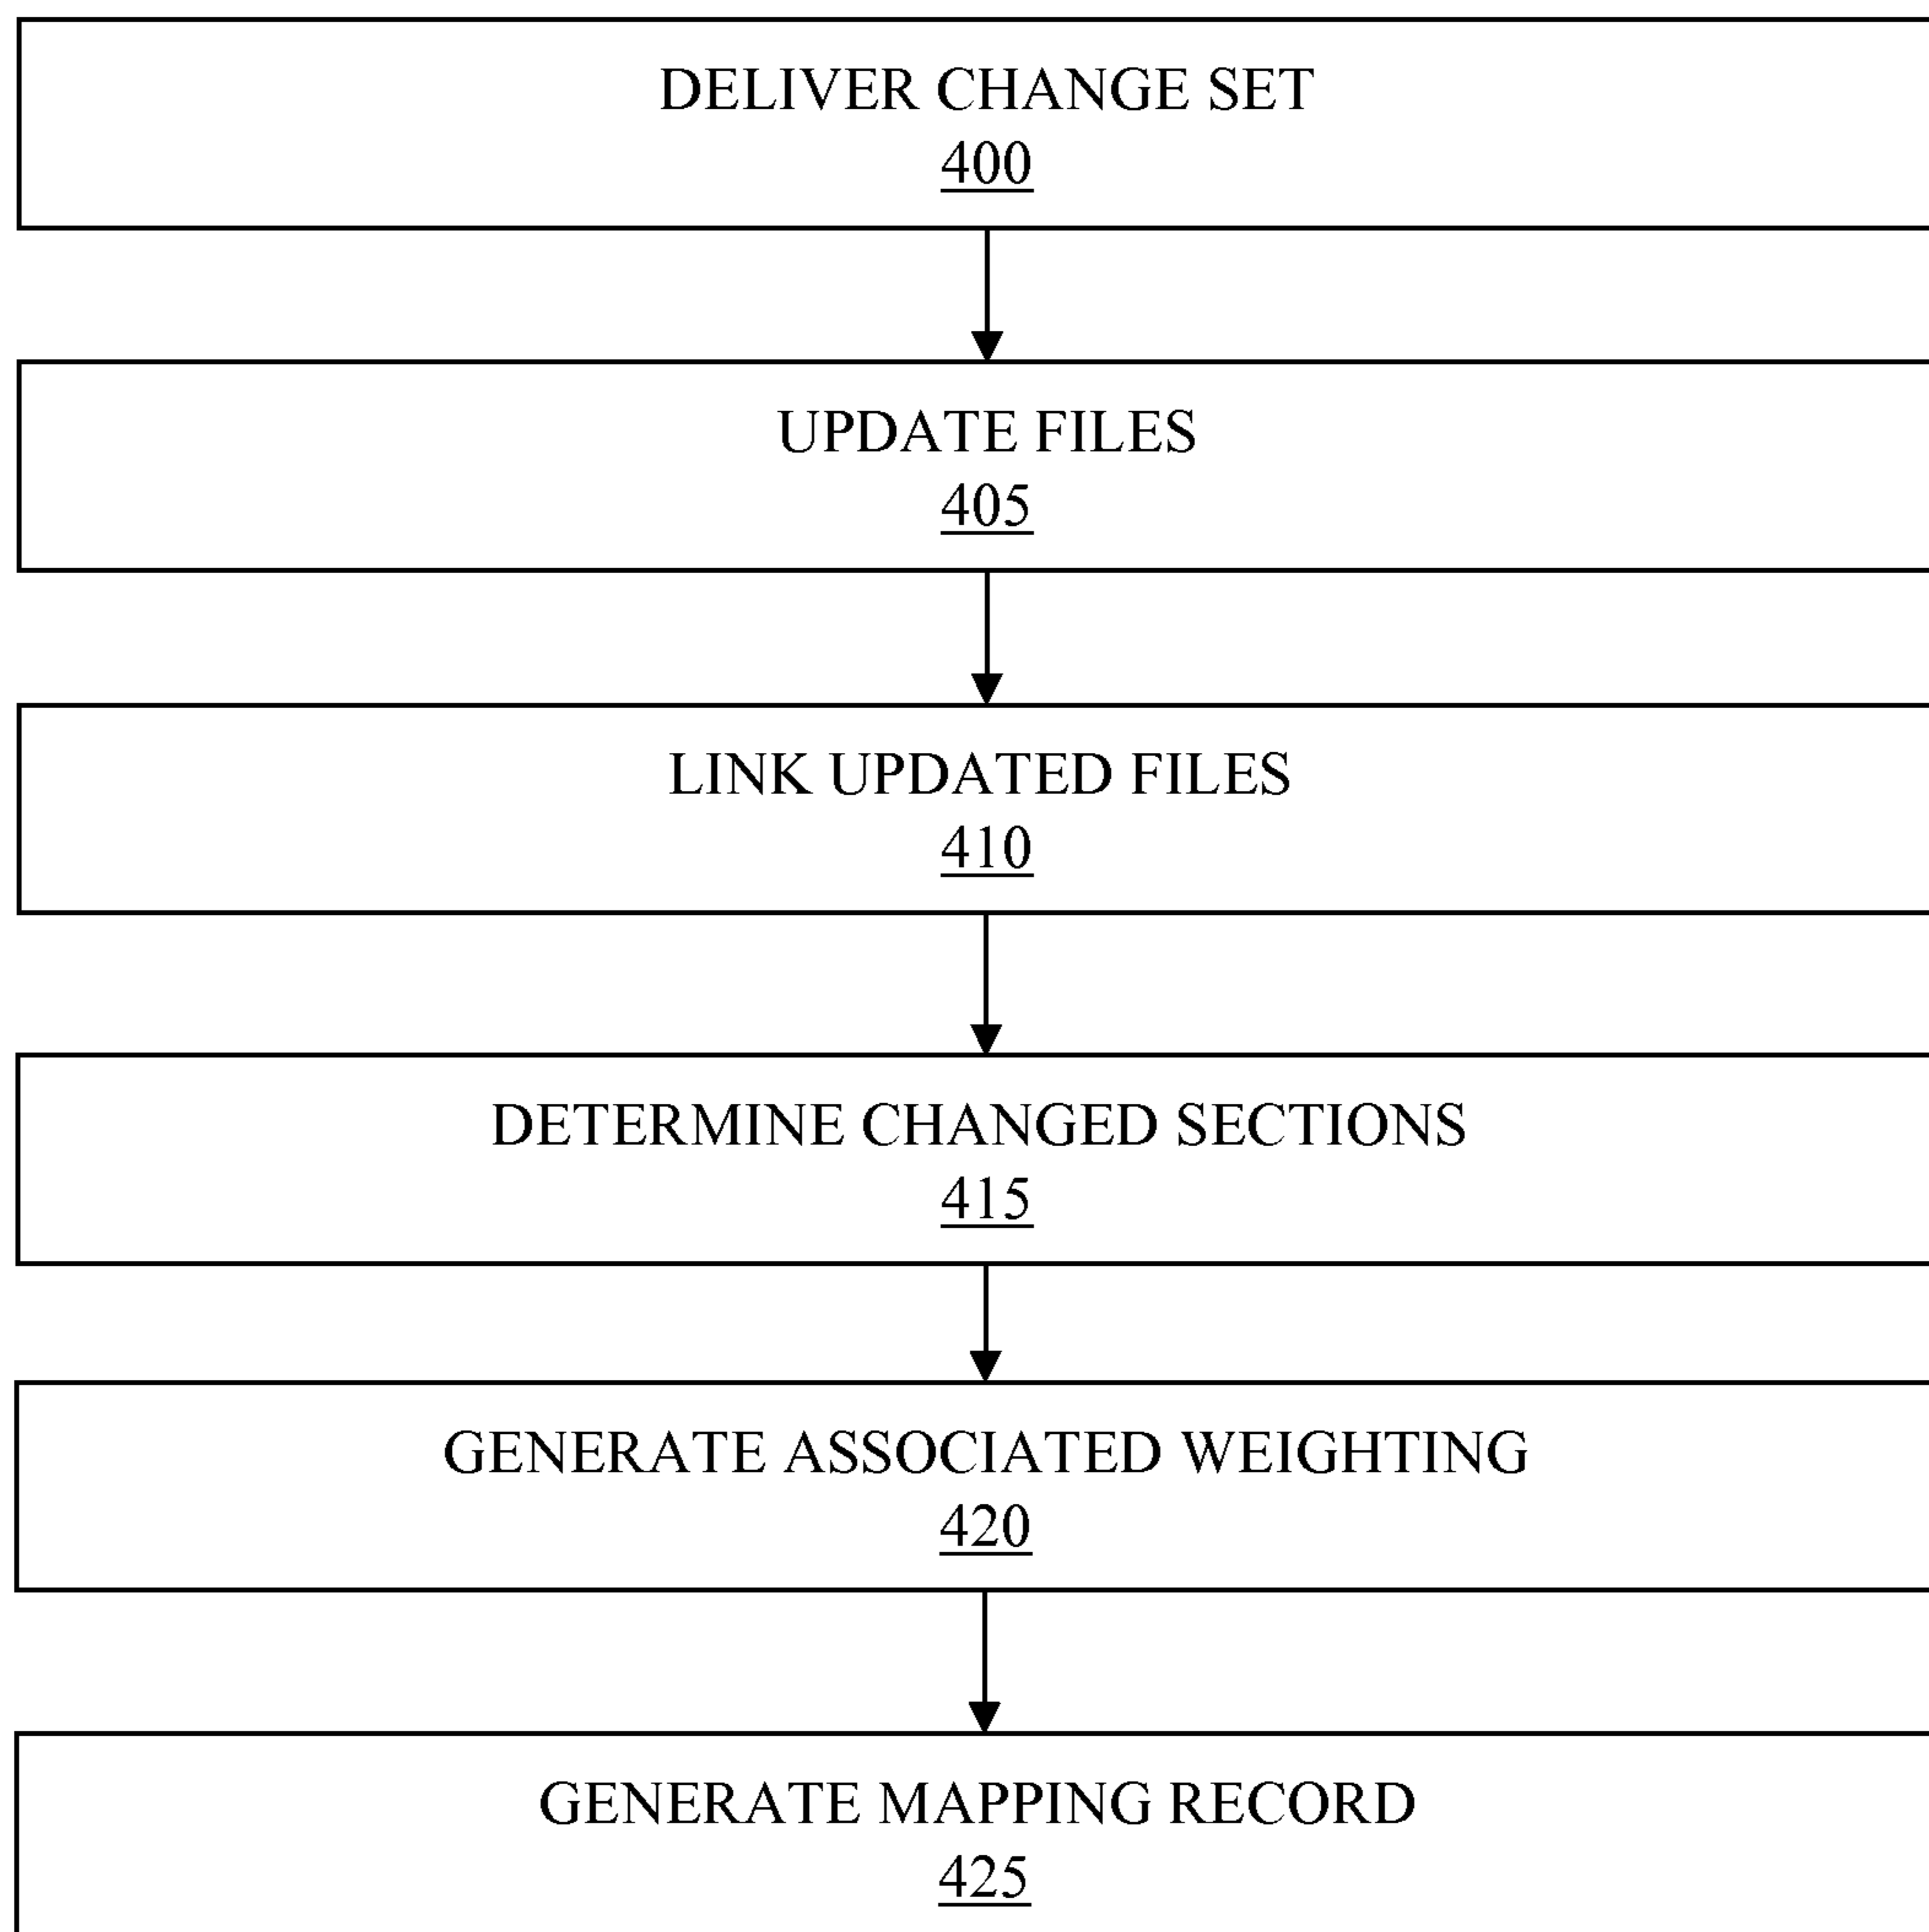 DELIVER CHANGE SET
400
UPDATE FILES
405
LINK UPDATED FILES
410
DETERMINE CHANGED SECTIONS
415
GENERATE ASSOCIATED WEIGHTING
420
GENERATE MAPPING RECORD
425